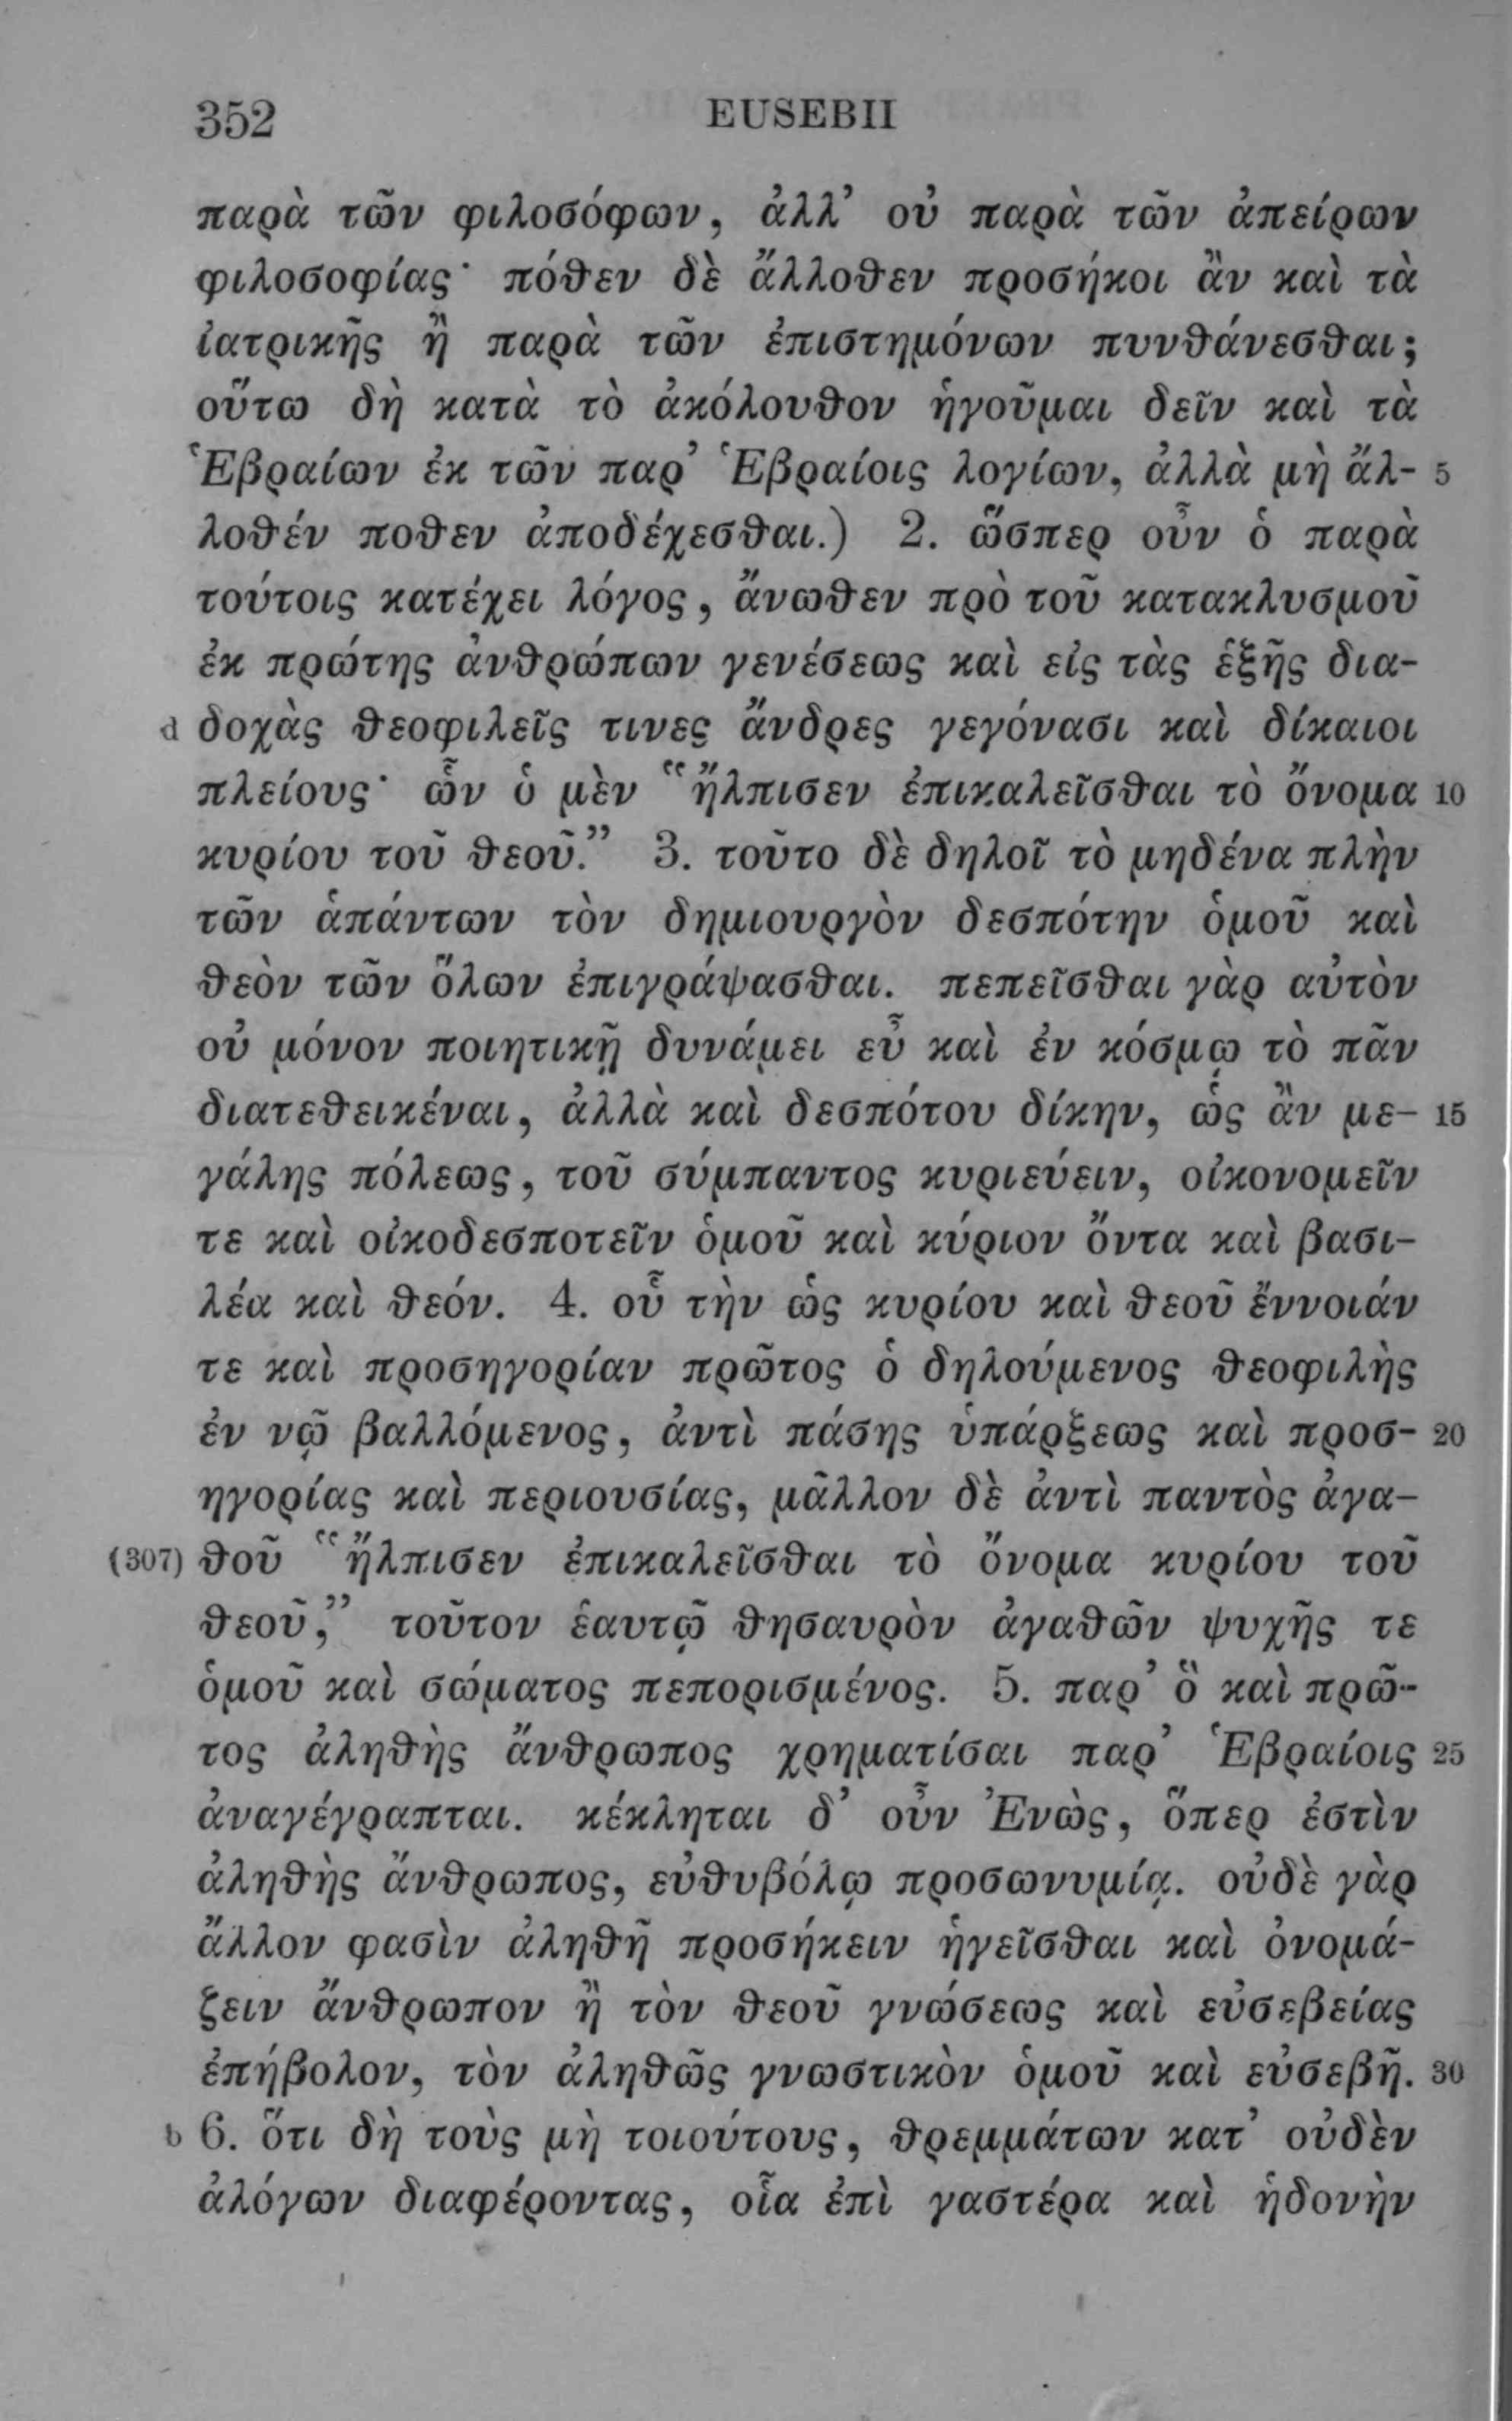 352 EUSEBII
παρὰ τῶν φιλοσόφων, ἀλλ’ οὐ παρὰ τῶν ἀπείρων
φιλοσοφίας· πόθεν δὲ ἄλλοθεν προσήκοι ἂν καὶ τὰ
ἰατρικῆς ἢ παρὰ τῶν ἐπιστημόνων πυνθάνεσθαι;
οὕτω δὴ κατὰ τὸ ἀκόλουθον ἡγοῦμαι δεῖν καὶ τὰ
Ἑβραίων ἐκ τῶν παρ’ Ἑβραίοις λογίων, ἀλλὰ μὴ ἄλ- 5
λοθέν ποθεν ἀποδέχεσθαι.) 2. ὥσπερ οὖν ὁ παρὰ
τούτοις κατέχει λόγος, ἄνωθεν πρὸ τοῦ κατακλυσμοῦ
ἐκ πρώτης ἀνθρώπων γενέσεως καὶ εἰς τὰς ἑξῆς δια-
d δοχὰς θεοφιλεῖς τινες ἄνδρες γεγόνασι καὶ δίκαιοι
πλείους· ὧν ὁ μὲν “ἤλπισεν ἐπικαλεῖσθαι τὸ ὄνομα 10
κυρίου τοῦ θεοῦ.” 3. τοῦτο δὲ δηλοῖ τὸ μηδένα πλὴν
τῶν ἁπάντων τὸν δημιουργὸν δεσπότην ὁμοῦ καὶ
θεὸν τῶν ὅλων ἐπιγράψασθαι. πεπεῖσθαι γὰρ αὐτὸν
οὐ μόνον ποιητικῇ δυνάμει εὖ καὶ ἐν κόσμῳ τὸ πᾶν
διατεθεικέναι, ἀλλὰ καὶ δεσπότου δίκην, ὡς ἂν με- 15
γάλης πόλεως, τοῦ σύμπαντος κυριεύειν, οἰκονομεῖν
τε καὶ οἰκοδεσποτεῖν ὁμοῦ καὶ κύριον ὄντα καὶ βασι-
λέα καὶ θεόν. 4. οὗ τὴν ὡς κυρίου καὶ θεοῦ ἔννοιάν
τε καὶ προσηγορίαν πρῶτος ὁ δηλούμενος θεοφιλὴς
ἐν νῷ βαλλόμενος, ἀντὶ πάσης ὑπάρξεως καὶ προσ- 20
ηγορίας καὶ περιουσίας, μᾶλλον δὲ ἀντὶ παντὸς ἀγα-
(307) θοῦ “ἤλπισεν ἐπικαλεῖσθαι τὸ ὄνομα κυρίου τοῦ
θεοῦ,” τοῦτον ἑαυτῷ θησαυρὸν ἀγαθῶν ψυχῆς τε
ὁμοῦ καὶ σώματος πεπορισμένος. 5. παρ’ ὃ καὶ πρῶ-
τος ἀληθὴς ἄνθρωπος χρηματίσαι παρ’ Ἑβραίοις 25
ἀναγέγραπται. κέκληται δ’ οὖν Ἐνὼς, ὅπερ ἐστὶν
ἀληθὴς ἄνθρωπος, εὐθυβόλῳ προσωνυμίᾳ. οὐδὲ γὰρ
ἄλλον φασὶν ἀληθῆ προσήκειν ἡγεῖσθαι καὶ ὀνομά-
ζειν ἄνθρωπον ἢ τὸν θεοῦ γνώσεως καὶ εὐσεβείας
ἐπήβολον, τὸν ἀληθῶς γνωστικὸν ὁμοῦ καὶ εὐσεβῆ. 30
b 6. ὅτι δὴ τοὺς μὴ τοιούτους, θρεμμάτων κατ’ οὐδὲν
ἀλόγων διαφέροντας, οἷα ἐπὶ γαστέρα καὶ ἡδονὴν